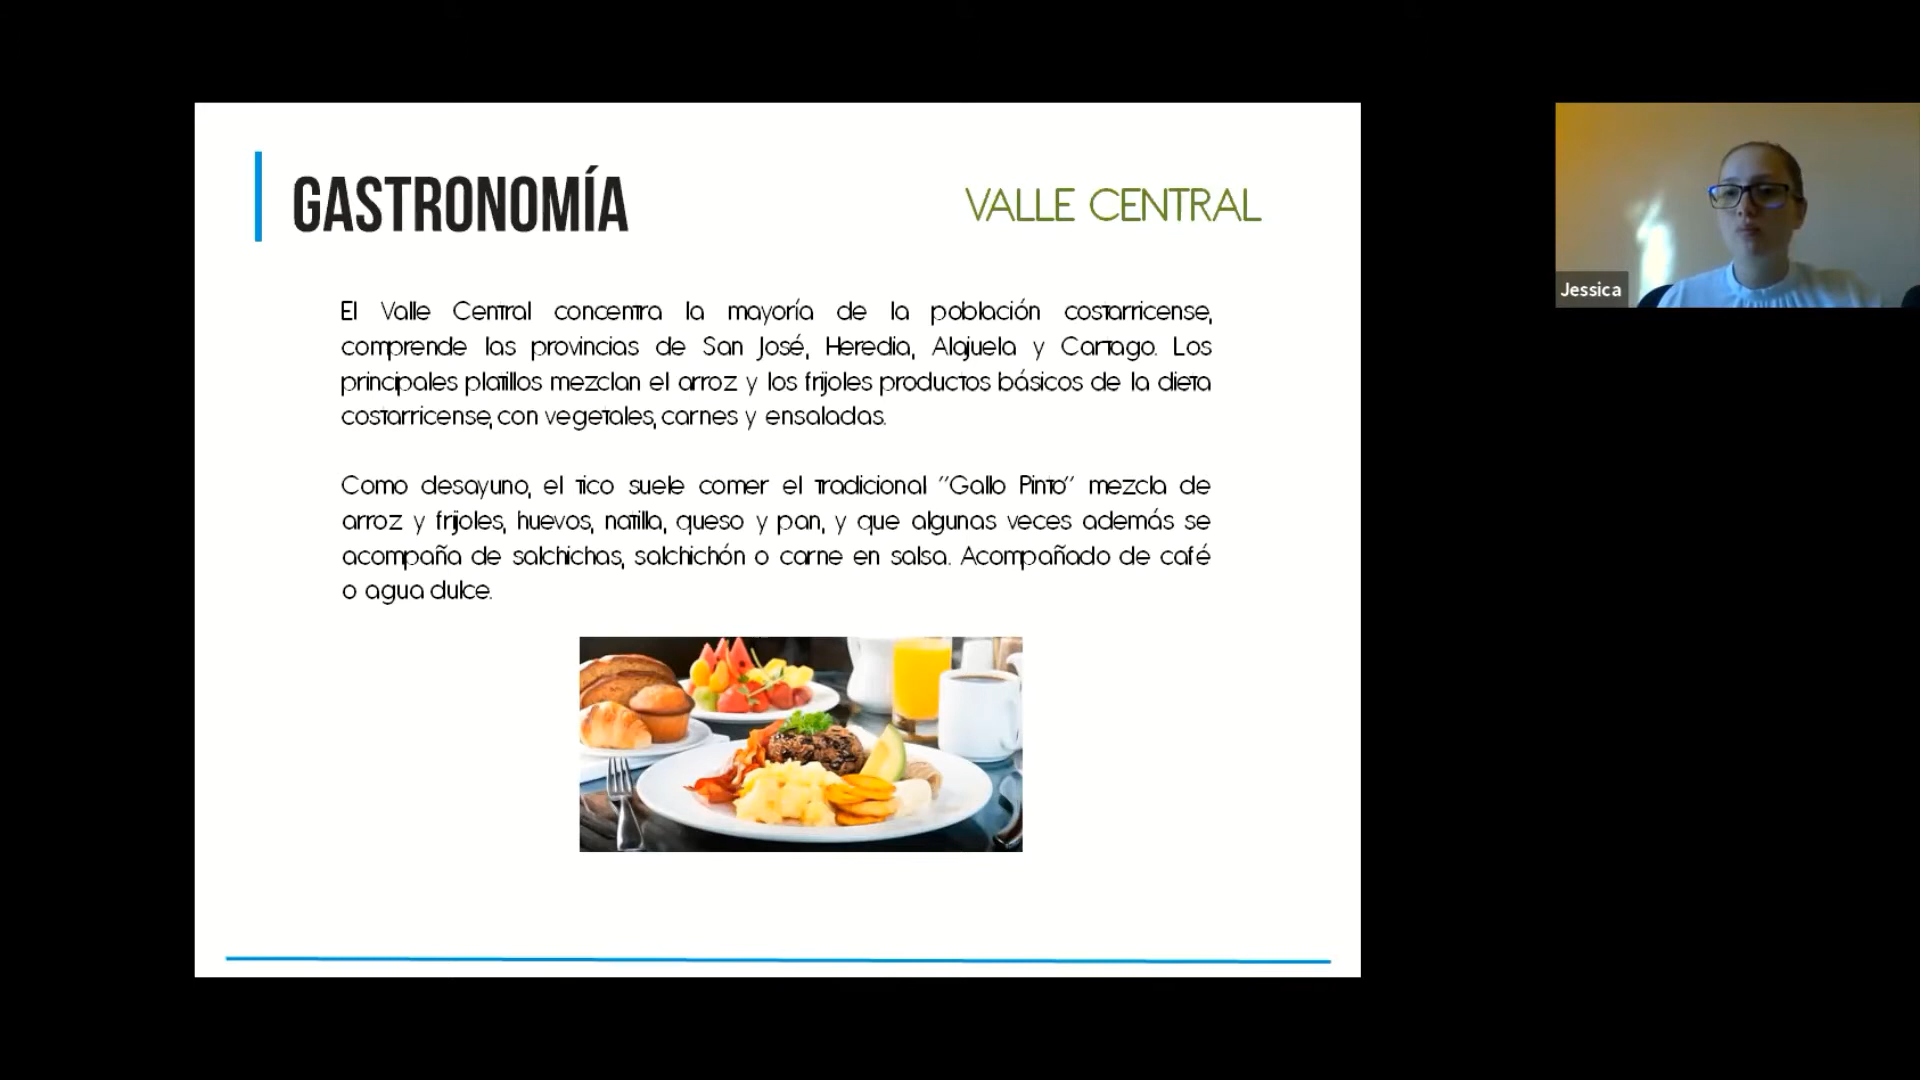 GASTRONOMÍA
VALLE CENTRAL
El Valle Central concentra la mayoría de la población costarricense,
comprende las provincias de San José, Heredia, Alajuela y Cartago. Los
principales platillos mezclan el arroz y los frijoles productos básicos de la dieta
costarricense, con vegetales, carnes y ensaladas.
Como desayuno, el tico suele comer el tradicional "Gallo Pinto" mezcla de
arroz y frijoles, huevos, natilla, queso y pan, y que algunas veces además se
acompaña de salchichas, salchichón o carne en salsa. Acompañado de café
o agua dulce.
Jessica